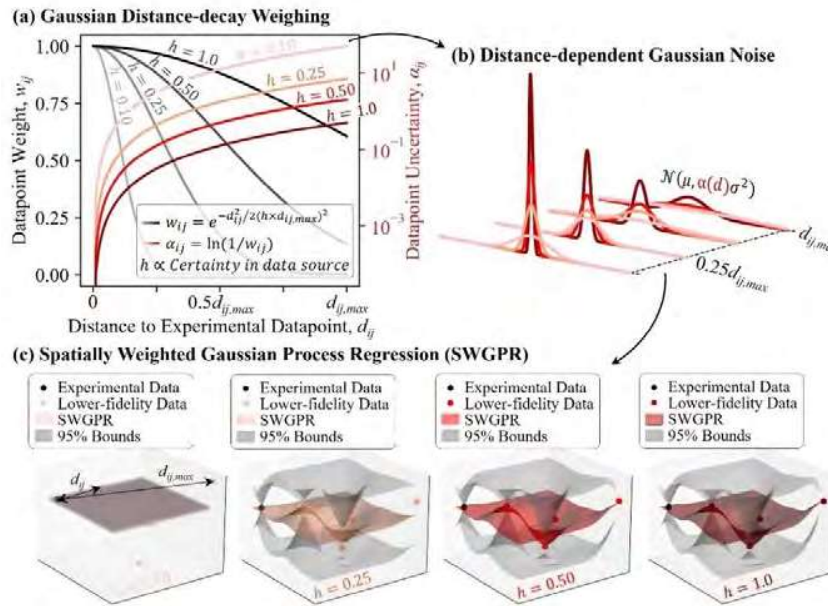 (a) Gaussian Distance-decay Weighing
1.00
0.75
0.50
0.25
0.00
Datapoint Weight, w_ij
h = 1.0
h = 0.50
h = 0.25
h = 0.10
h = 0.25
h = 0.50
h = 1.0
10^1
10^-1
10^-3
Datapoint Uncertainty, α_ij
w_ij = e^{-d_ij^2/2(h×d_ij,max)^2}
α_ij = ln(1/w_ij)
h ∝ Certainty in data source
0
0.5d_ij,max
d_ij,max
Distance to Experimental Datapoint, d_ij
(b) Distance-dependent Gaussian Noise
𝒩(μ, α(d)σ²)
0.25d_ij,max
(c) Spatially Weighted Gaussian Process Regression (SWGPR)
Experimental Data
Lower-fidelity Data
SWGPR
95% Bounds
d_ij
d_ij,max
Experimental Data
Lower-fidelity Data
SWGPR
95% Bounds
h = 0.25
Experimental Data
Lower-fidelity Data
SWGPR
95% Bounds
h = 0.50
Experimental Data
Lower-fidelity Data
SWGPR
95% Bounds
h = 1.0